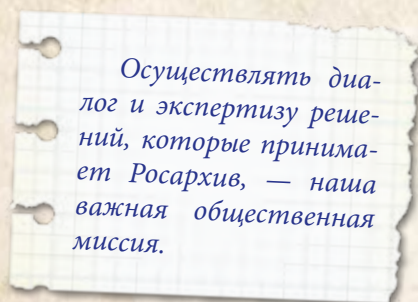 Осуществлять диа-
лог и экспертизу реше-
ний, которые принима-
ет Росархив, — наша
важная общественная
миссия.